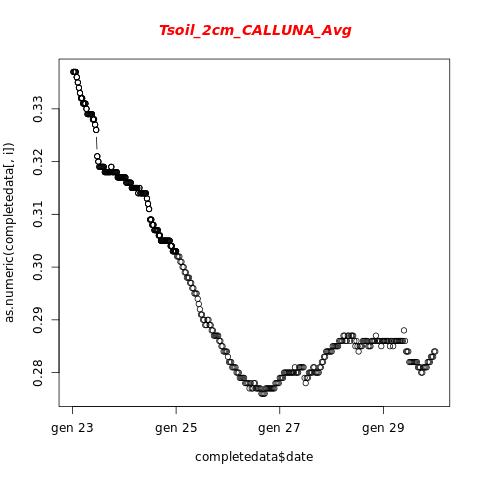 Tsoil_2cm_CALLUNA_Avg
as.numeric(completedata[, i])
0.33
0.32
0.31
0.30
0.29
0.28
gen 23
gen 25
gen 27
gen 29
completedata$date